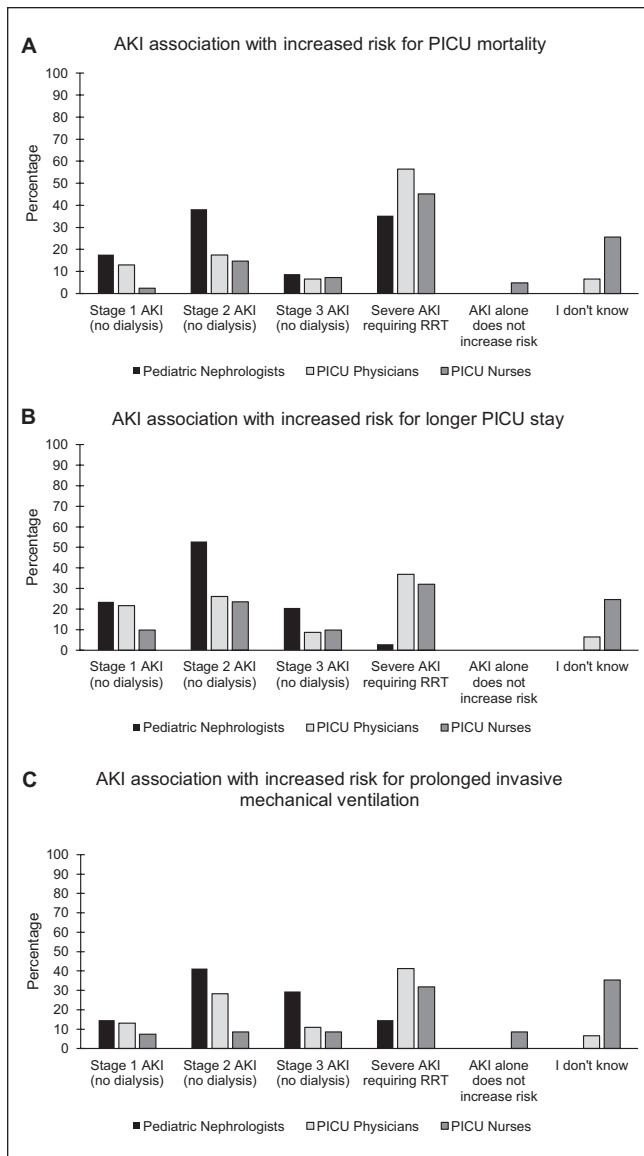 A
AKI association with increased risk for PICU mortality
Percentage
100
90
80
70
60
50
40
30
20
10
0
Stage 1 AKI
(no dialysis)
Stage 2 AKI
(no dialysis)
Stage 3 AKI
(no dialysis)
Severe AKI
requiring RRT
AKI alone
does not
increase risk
I don't know
Pediatric Nephrologists
PICU Physicians
PICU Nurses
B
AKI association with increased risk for longer PICU stay
Percentage
100
90
80
70
60
50
40
30
20
10
0
Stage 1 AKI
(no dialysis)
Stage 2 AKI
(no dialysis)
Stage 3 AKI
(no dialysis)
Severe AKI
requiring RRT
AKI alone
does not
increase risk
I don't know
Pediatric Nephrologists
PICU Physicians
PICU Nurses
C
AKI association with increased risk for prolonged invasive
mechanical ventilation
Percentage
100
90
80
70
60
50
40
30
20
10
0
Stage 1 AKI
(no dialysis)
Stage 2 AKI
(no dialysis)
Stage 3 AKI
(no dialysis)
Severe AKI
requiring RRT
AKI alone
does not
increase risk
I don't know
Pediatric Nephrologists
PICU Physicians
PICU Nurses